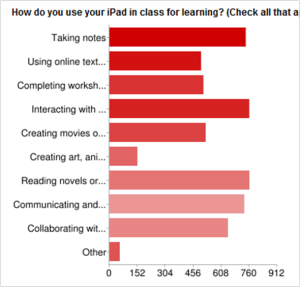 How do you use your iPad in class for learning? (Check all that a
Taking notes
Using online text...
Completing worksh...
Interacting with ...
Creating movies o...
Creating art, ani...
Reading novels or...
Communicating and...
Collaborating wit...
Other
0 152 304 456 608 760 912